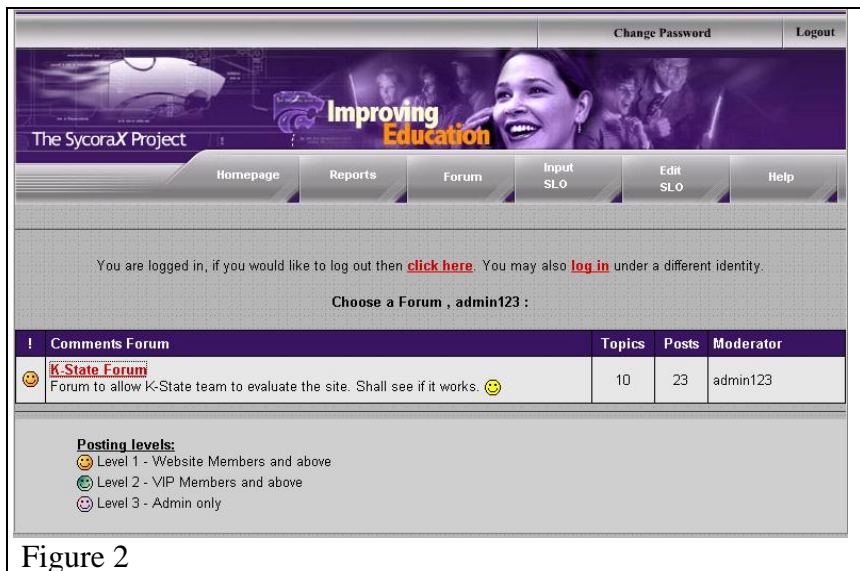 Change Password Logout
Improving
Education
The SycoraX Project
Homepage Reports Forum Input SLO Edit SLO Help
You are logged in, if you would like to log out then click here. You may also log in under a different identity.
Choose a Forum , admin123 :
! Comments Forum Topics Posts Moderator
K-State Forum
Forum to allow K-State team to evaluate the site. Shall see if it works. 10 23 admin123
Posting levels:
Level 1 - Website Members and above
Level 2 - VIP Members and above
Level 3 - Admin only
Figure 2